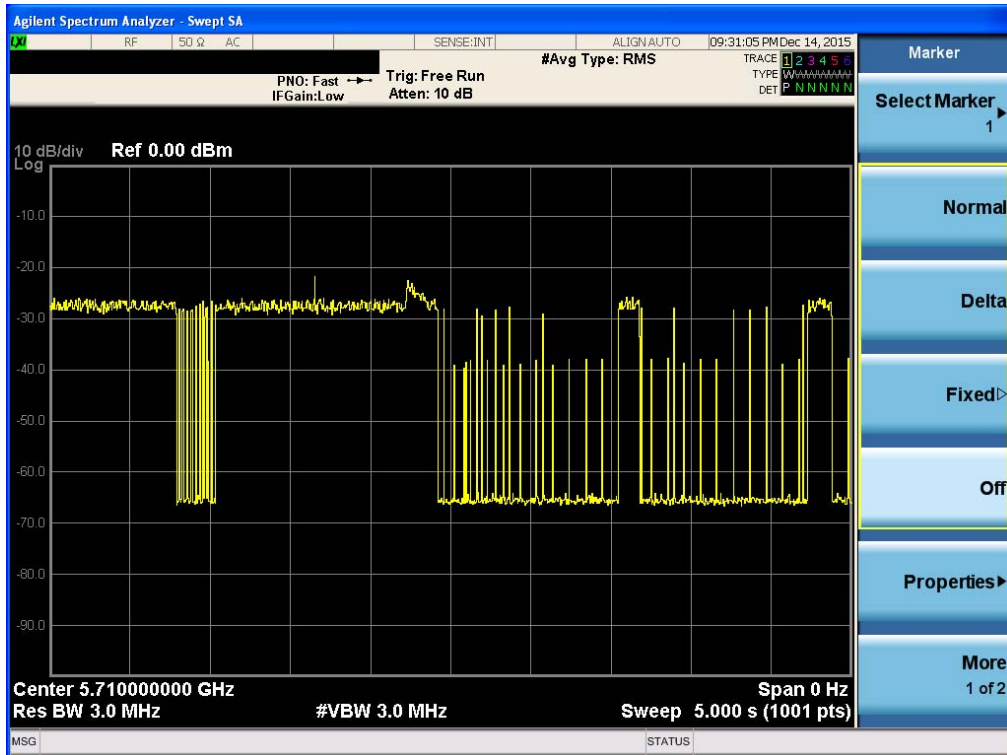 Agilent Spectrum Analyzer - Swept SA
LXI RF 50 Ω AC SENSE:INT ALIGN AUTO 09:31:05 PM Dec 14, 2015
#Avg Type: RMS
TRACE 1 2 3 4 5 6
TYPE
DET P N N N N N
PNO: Fast
IFGain:Low
Trig: Free Run
Atten: 10 dB
10 dB/div Ref 0.00 dBm
Log
-10.0
-20.0
-30.0
-40.0
-50.0
-60.0
-70.0
-80.0
-90.0
Center 5.710000000 GHz Span 0 Hz
Res BW 3.0 MHz #VBW 3.0 MHz Sweep 5.000 s (1001 pts)
MSG STATUS
Marker
Select Marker
1
Normal
Delta
Fixed
Off
Properties
More
1 of 2